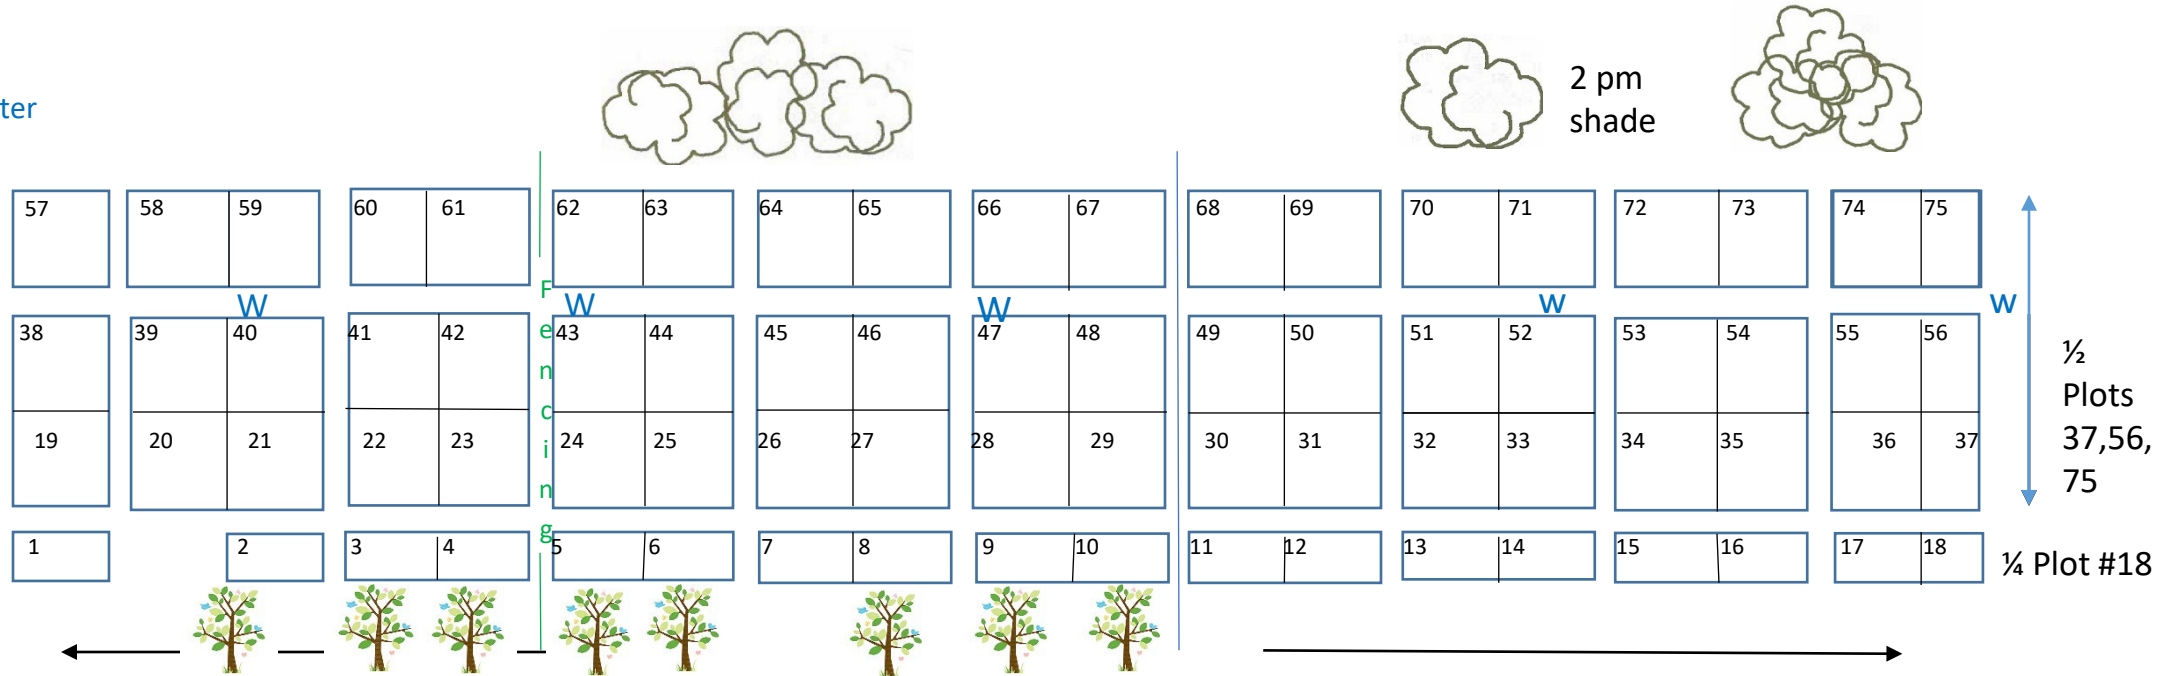 2 pm
shade
ter
57 58 59 60 61 62 63 64 65 66 67 68 69 70 71 72 73 74 75
W W W W W
38 39 40 41 42 43 44 45 46 47 48 49 50 51 52 53 54 55 56
Fencing
½
Plots
37,56,
75
19 20 21 22 23 24 25 26 27 28 29 30 31 32 33 34 35 36 37
1 2 3 4 5 6 7 8 9 10 11 12 13 14 15 16 17 18
¼ Plot #18